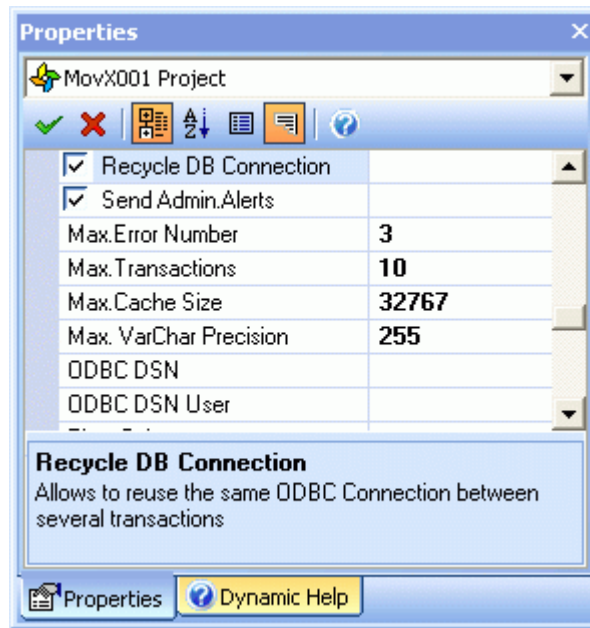 Properties
MovX001 Project
Recycle DB Connection
Send Admin.Alerts
Max.Error Number 3
Max.Transactions 10
Max.Cache Size 32767
Max. VarChar Precision 255
ODBC DSN
ODBC DSN User
Recycle DB Connection
Allows to reuse the same ODBC Connection between
several transactions
Properties Dynamic Help